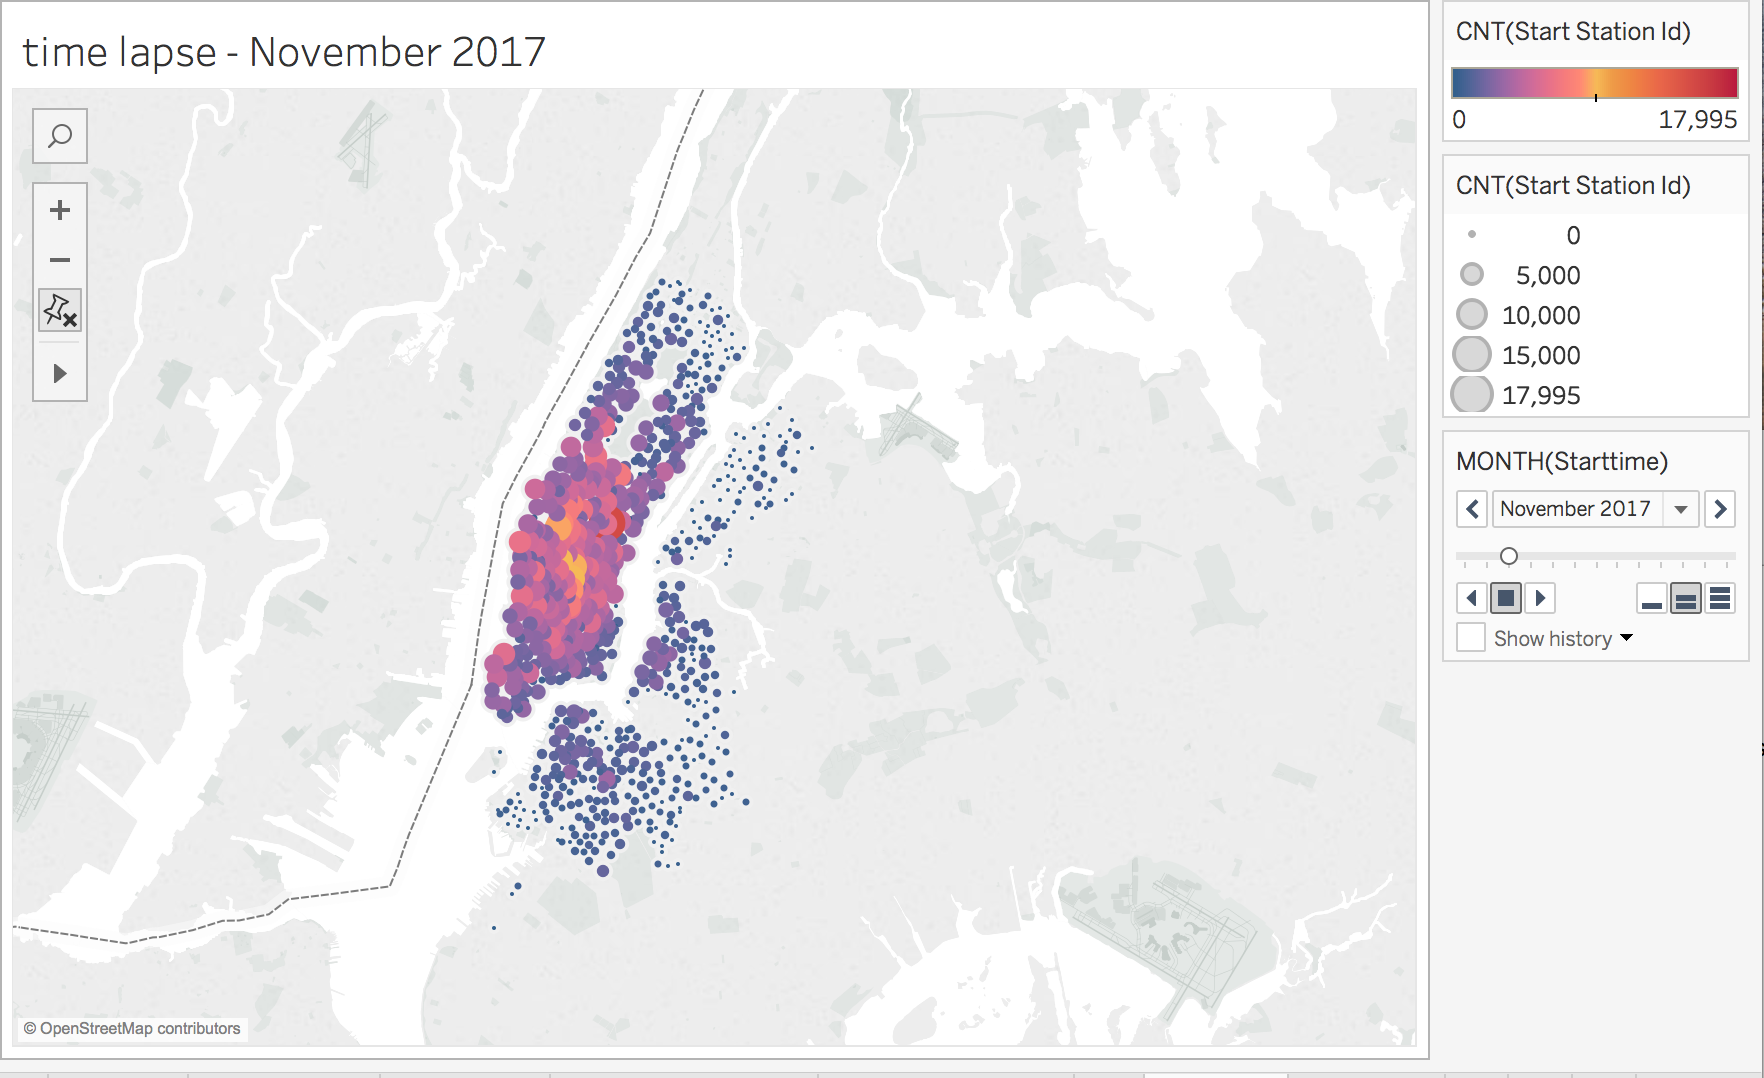 time lapse - November 2017
© OpenStreetMap contributors
CNT(Start Station Id)
0 17,995
CNT(Start Station Id)
0
5,000
10,000
15,000
17,995
MONTH(Starttime)
November 2017
Show history